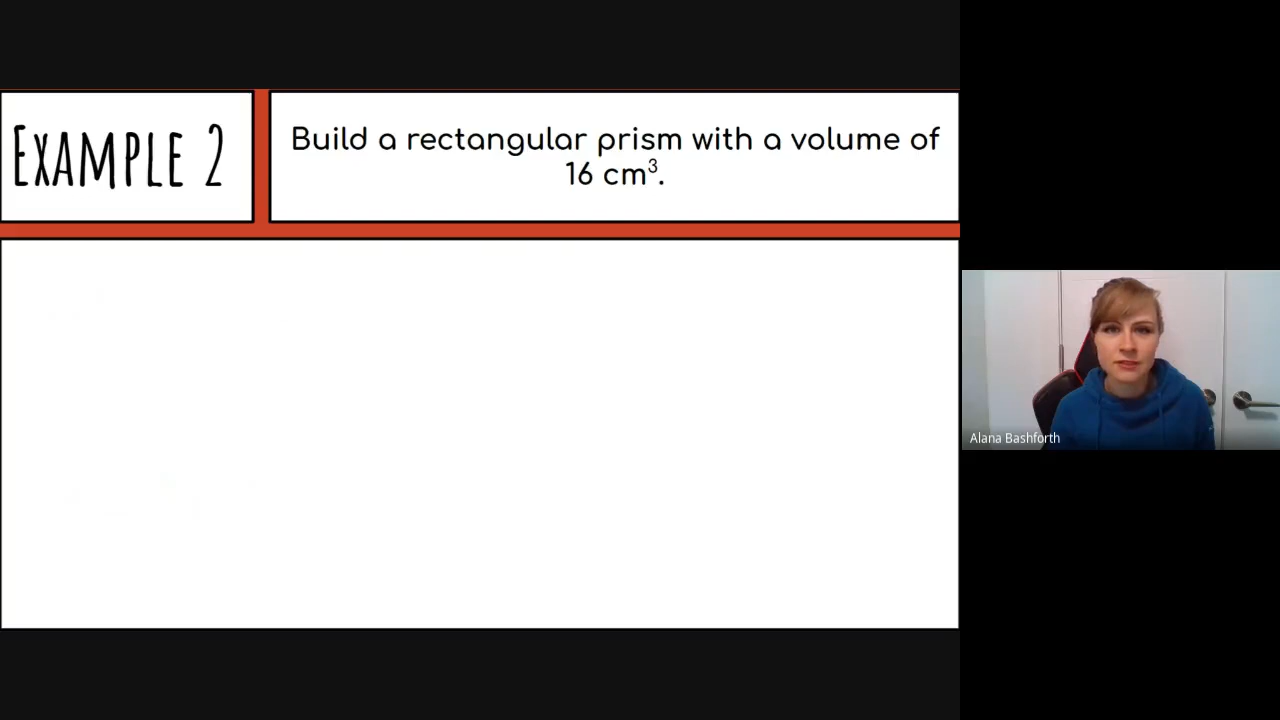 EXAMPLE 2
Build a rectangular prism with a volume of
16 cm³.
Alana Bashforth